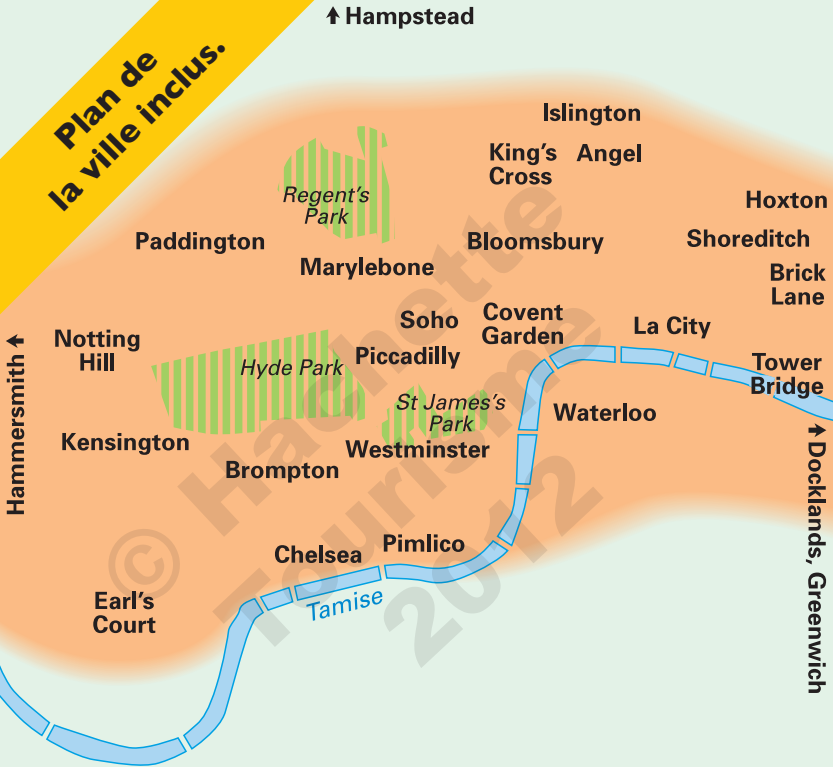 Hampstead
Plan de
la ville inclus.
Islington
King's
Cross
Angel
Regent's
Park
Hoxton
Paddington
Bloomsbury
Shoreditch
Marylebone
Brick
Lane
Soho
Covent
Garden
La City
Notting
Hill
Hyde Park
Piccadilly
Tower
Bridge
Hammersmith
St James's
Park
Waterloo
Kensington
Westminster
Brompton
Docklands, Greenwich
Chelsea
Pimlico
Earl's
Court
Tamise
© Hachette
Tourisme
2012